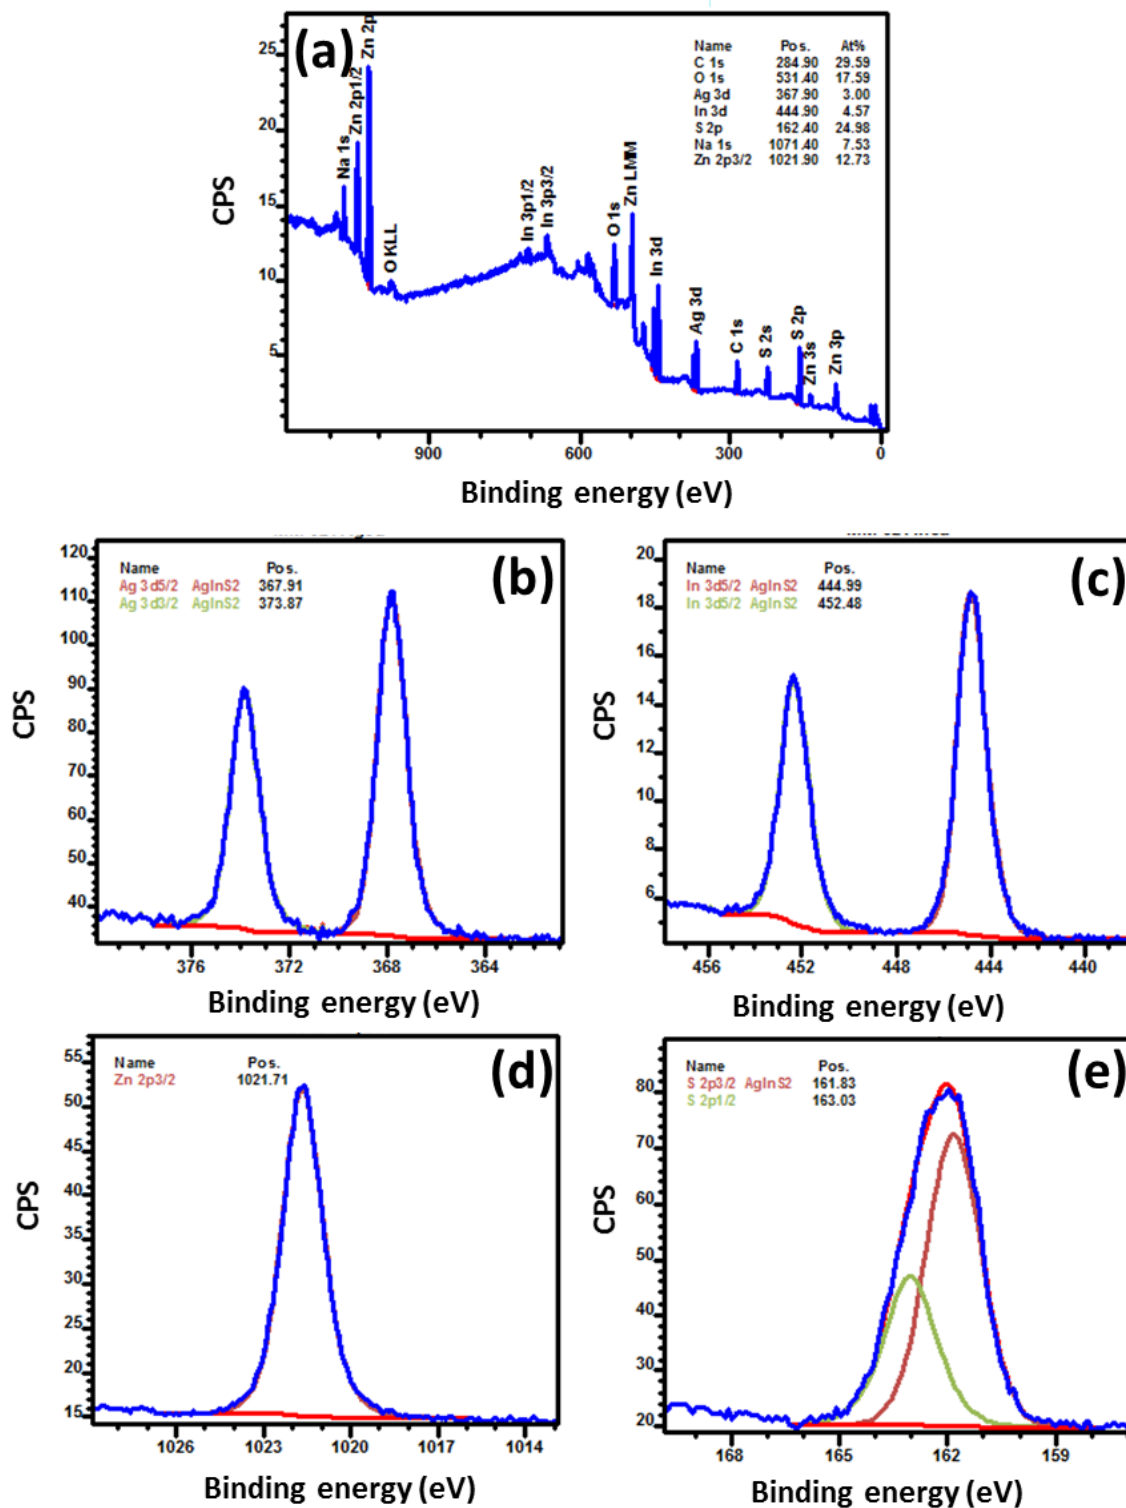 (a)
CPS
25
20
15
10
5
Na 1s
Zn 2p1/2
Zn 2p
O KLL
In 3p1/2
In 3p3/2
O 1s
Zn LMM
In 3d
Ag 3d
C 1s
S 2s
S 2p
Zn 3s
Zn 3p
Name Pos. At%
C 1s 284.90 29.59
O 1s 531.40 17.59
Ag 3d 367.90 3.00
In 3d 444.90 4.57
S 2p 162.40 24.98
Na 1s 1071.40 7.53
Zn 2p3/2 1021.90 12.73
900 600 300 0
Binding energy (eV)
(b)
Name Pos.
Ag 3d5/2 AgInS2 367.91
Ag 3d3/2 AgInS2 373.87
CPS
120
110
100
90
80
70
60
50
40
376 372 368 364
Binding energy (eV)
(c)
Name Pos.
In 3d5/2 AgInS2 444.99
In 3d5/2 AgInS2 452.48
CPS
20
18
16
14
12
10
8
6
456 452 448 444 440
Binding energy (eV)
(d)
Name Pos.
Zn 2p3/2 1021.71
CPS
55
50
45
40
35
30
25
20
15
1026 1023 1020 1017 1014
Binding energy (eV)
(e)
Name Pos.
S 2p3/2 AgInS2 161.83
S 2p1/2 163.03
CPS
80
70
60
50
40
30
20
168 165 162 159
Binding energy (eV)